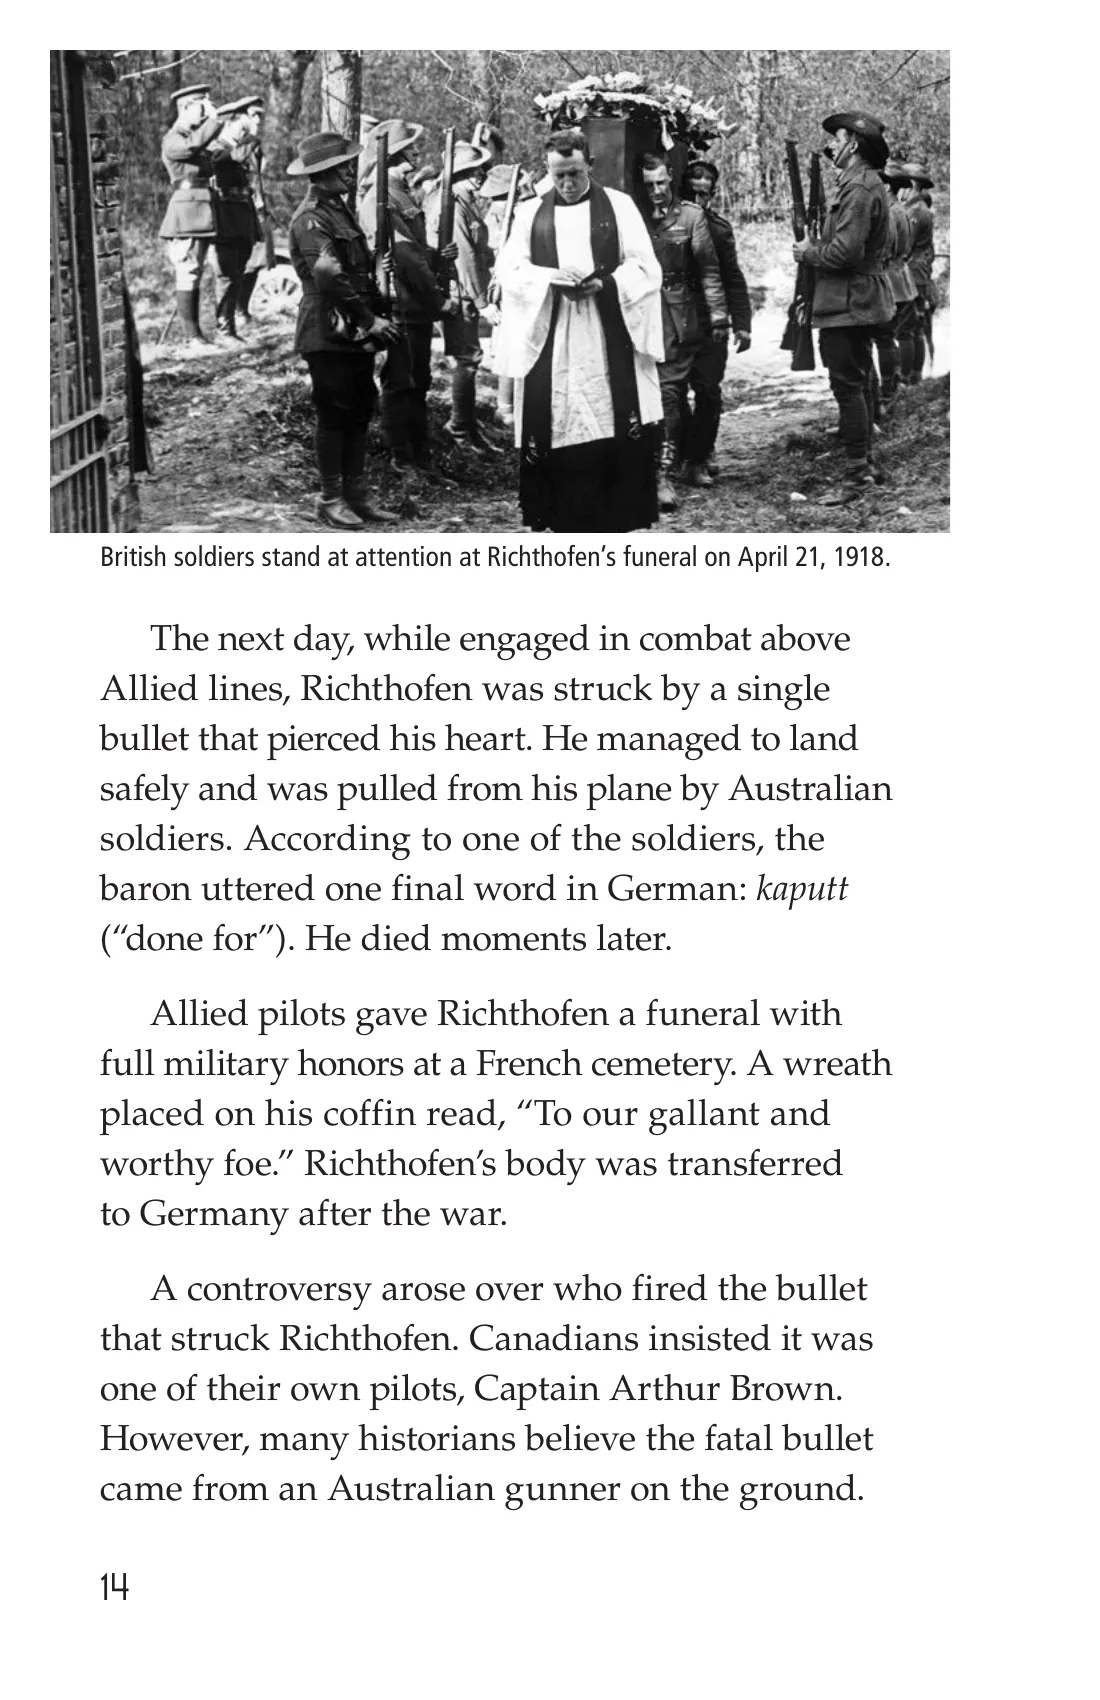 British soldiers stand at attention at Richthofen’s funeral on April 21, 1918.
The next day, while engaged in combat above
Allied lines, Richthofen was struck by a single
bullet that pierced his heart. He managed to land
safely and was pulled from his plane by Australian
soldiers. According to one of the soldiers, the
baron uttered one final word in German: kaputt
(“done for”). He died moments later.
Allied pilots gave Richthofen a funeral with
full military honors at a French cemetery. A wreath
placed on his coffin read, “To our gallant and
worthy foe.” Richthofen’s body was transferred
to Germany after the war.
A controversy arose over who fired the bullet
that struck Richthofen. Canadians insisted it was
one of their own pilots, Captain Arthur Brown.
However, many historians believe the fatal bullet
came from an Australian gunner on the ground.
14